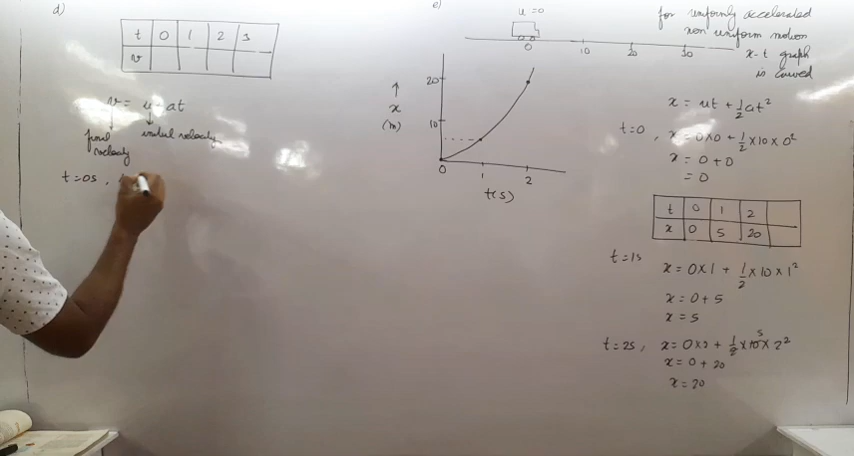 d)
t 0 1 2 3
v
v = u + at
final velocity
initial velocity
t = 0s ,
e)
u = 0
0 10 20 30
↑
x
(m)
20
10
0 1 2
t(s)
for uniformly accelerated
non uniform motion
x-t graph
is curved
x = ut + 1/2 at²
t=0 , x = 0×0 + 1/2 × 10 × 0²
x = 0 + 0
= 0
t 0 1 2
x 0 5 20
t = 1s
x = 0×1 + 1/2 × 10 × 1²
x = 0 + 5
x = 5
t = 2s , x = 0×2 + 1/2 × 10 × 2²
5
x = 0 + 20
x = 20